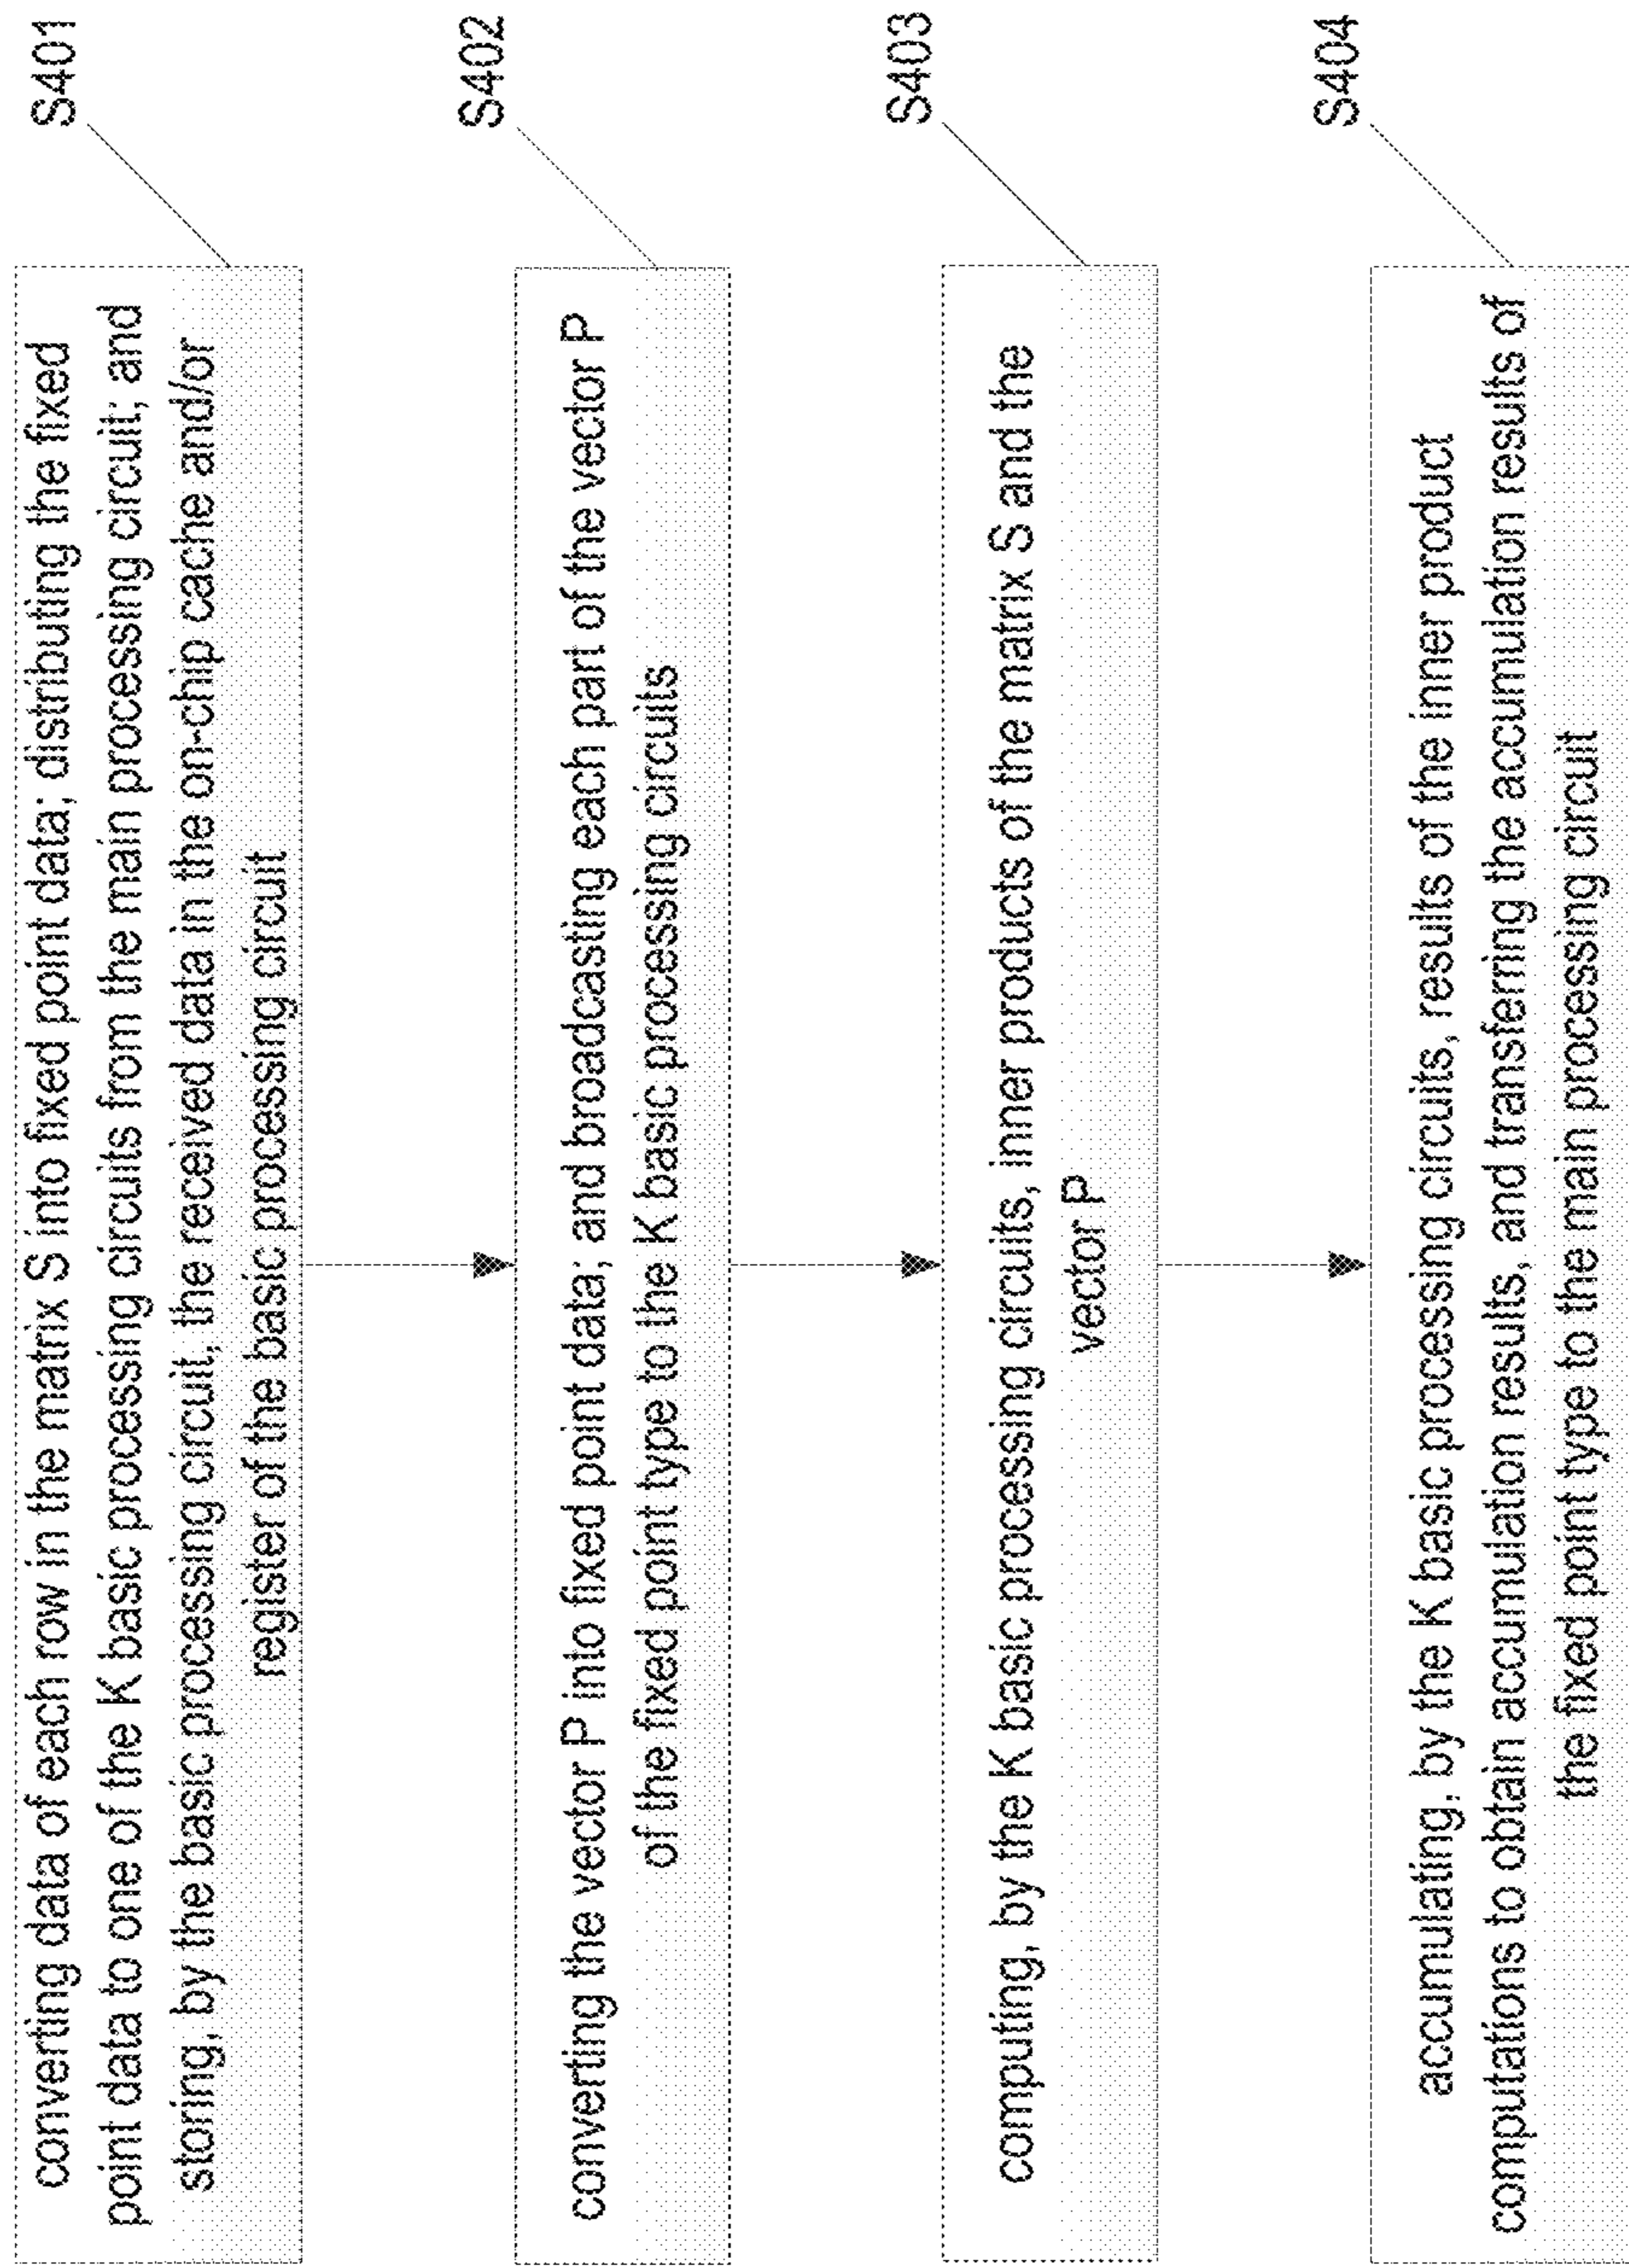 converting data of each row in the matrix S into fixed point data; distributing the fixed
point data to one of the K basic processing circuits from the main processing circuit; and
storing, by the basic processing circuit, the received data in the on-chip cache and/or
register of the basic processing circuit
S401
converting the vector P into fixed point data; and broadcasting each part of the vector P
of the fixed point type to the K basic processing circuits
S402
computing, by the K basic processing circuits, inner products of the matrix S and the
vector P
S403
accumulating, by the K basic processing circuits, results of the inner product
computations to obtain accumulation results, and transferring the accumulation results of
the fixed point type to the main processing circuit
S404